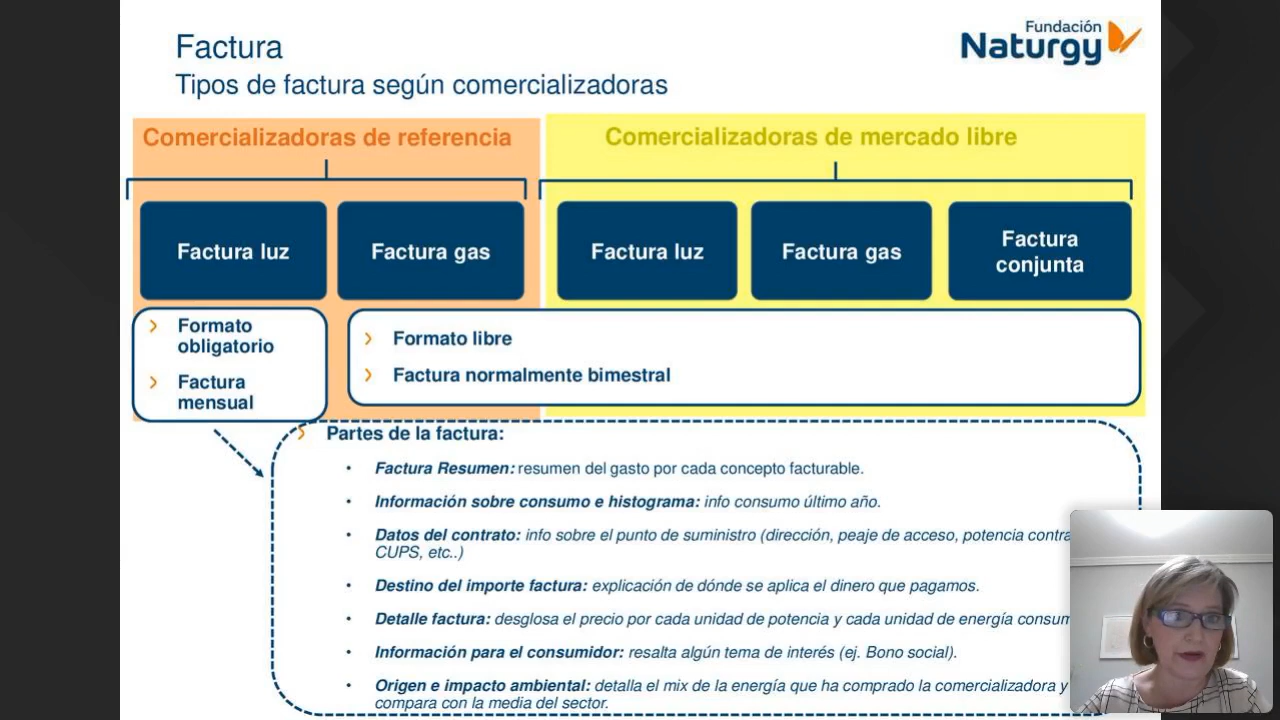 Factura
Tipos de factura según comercializadoras
Fundación
Naturgy
Comercializadoras de referencia
Comercializadoras de mercado libre
Factura luz
Factura gas
Factura luz
Factura gas
Factura
conjunta
Formato
obligatorio
Factura
mensual
Formato libre
Factura normalmente bimestral
Partes de la factura:
Factura Resumen: resumen del gasto por cada concepto facturable.
Información sobre consumo e histograma: info consumo último año.
Datos del contrato: info sobre el punto de suministro (dirección, peaje de acceso, potencia
CUPS, etc..)
Destino del importe factura: explicación de dónde se aplica el dinero que pagamos.
Detalle factura: desglosa el precio por cada unidad de potencia y cada unidad de energía
Información para el consumidor: resalta algún tema de interés (ej. Bono social).
Origen e impacto ambiental: detalla el mix de la energía que ha comprado la comercializadora y
compara con la media del sector.